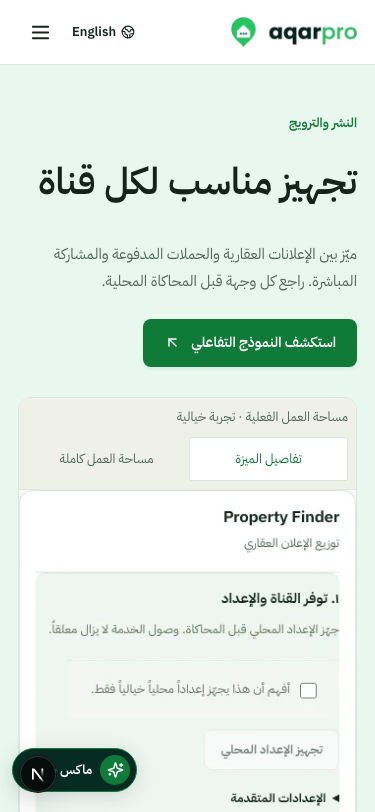 aqarpro
English
النشر والترويج
تجهيز مناسب لكل قناة
ميّز بين الإعلانات العقارية والحملات المدفوعة والمشاركة
المباشرة. راجع كل وجهة قبل المحاكاة المحلية.
استكشف النموذج التفاعلي
مساحة العمل الفعلية · تجربة خيالية
تفاصيل الميزة
مساحة العمل كاملة
Property Finder
توزيع الإعلان العقاري
١. توفر القناة والإعداد
جهّز الإعداد المحلي قبل المحاكاة. وصول الخدمة لا يزال معلقاً.
أفهم أن هذا يجهّز إعداداً محلياً خيالياً فقط.
تجهيز الإعداد المحلي
الإعدادات المتقدمة
ماكس
N